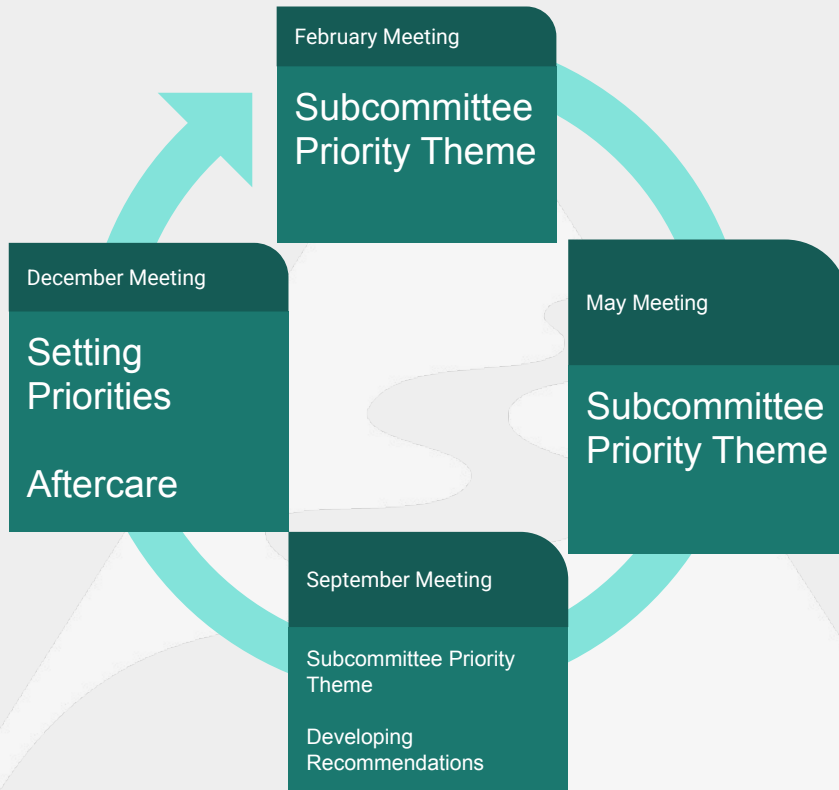 February Meeting
Subcommittee
Priority Theme
December Meeting
Setting
Priorities
Aftercare
May Meeting
Subcommittee
Priority Theme
September Meeting
Subcommittee Priority
Theme
Developing
Recommendations